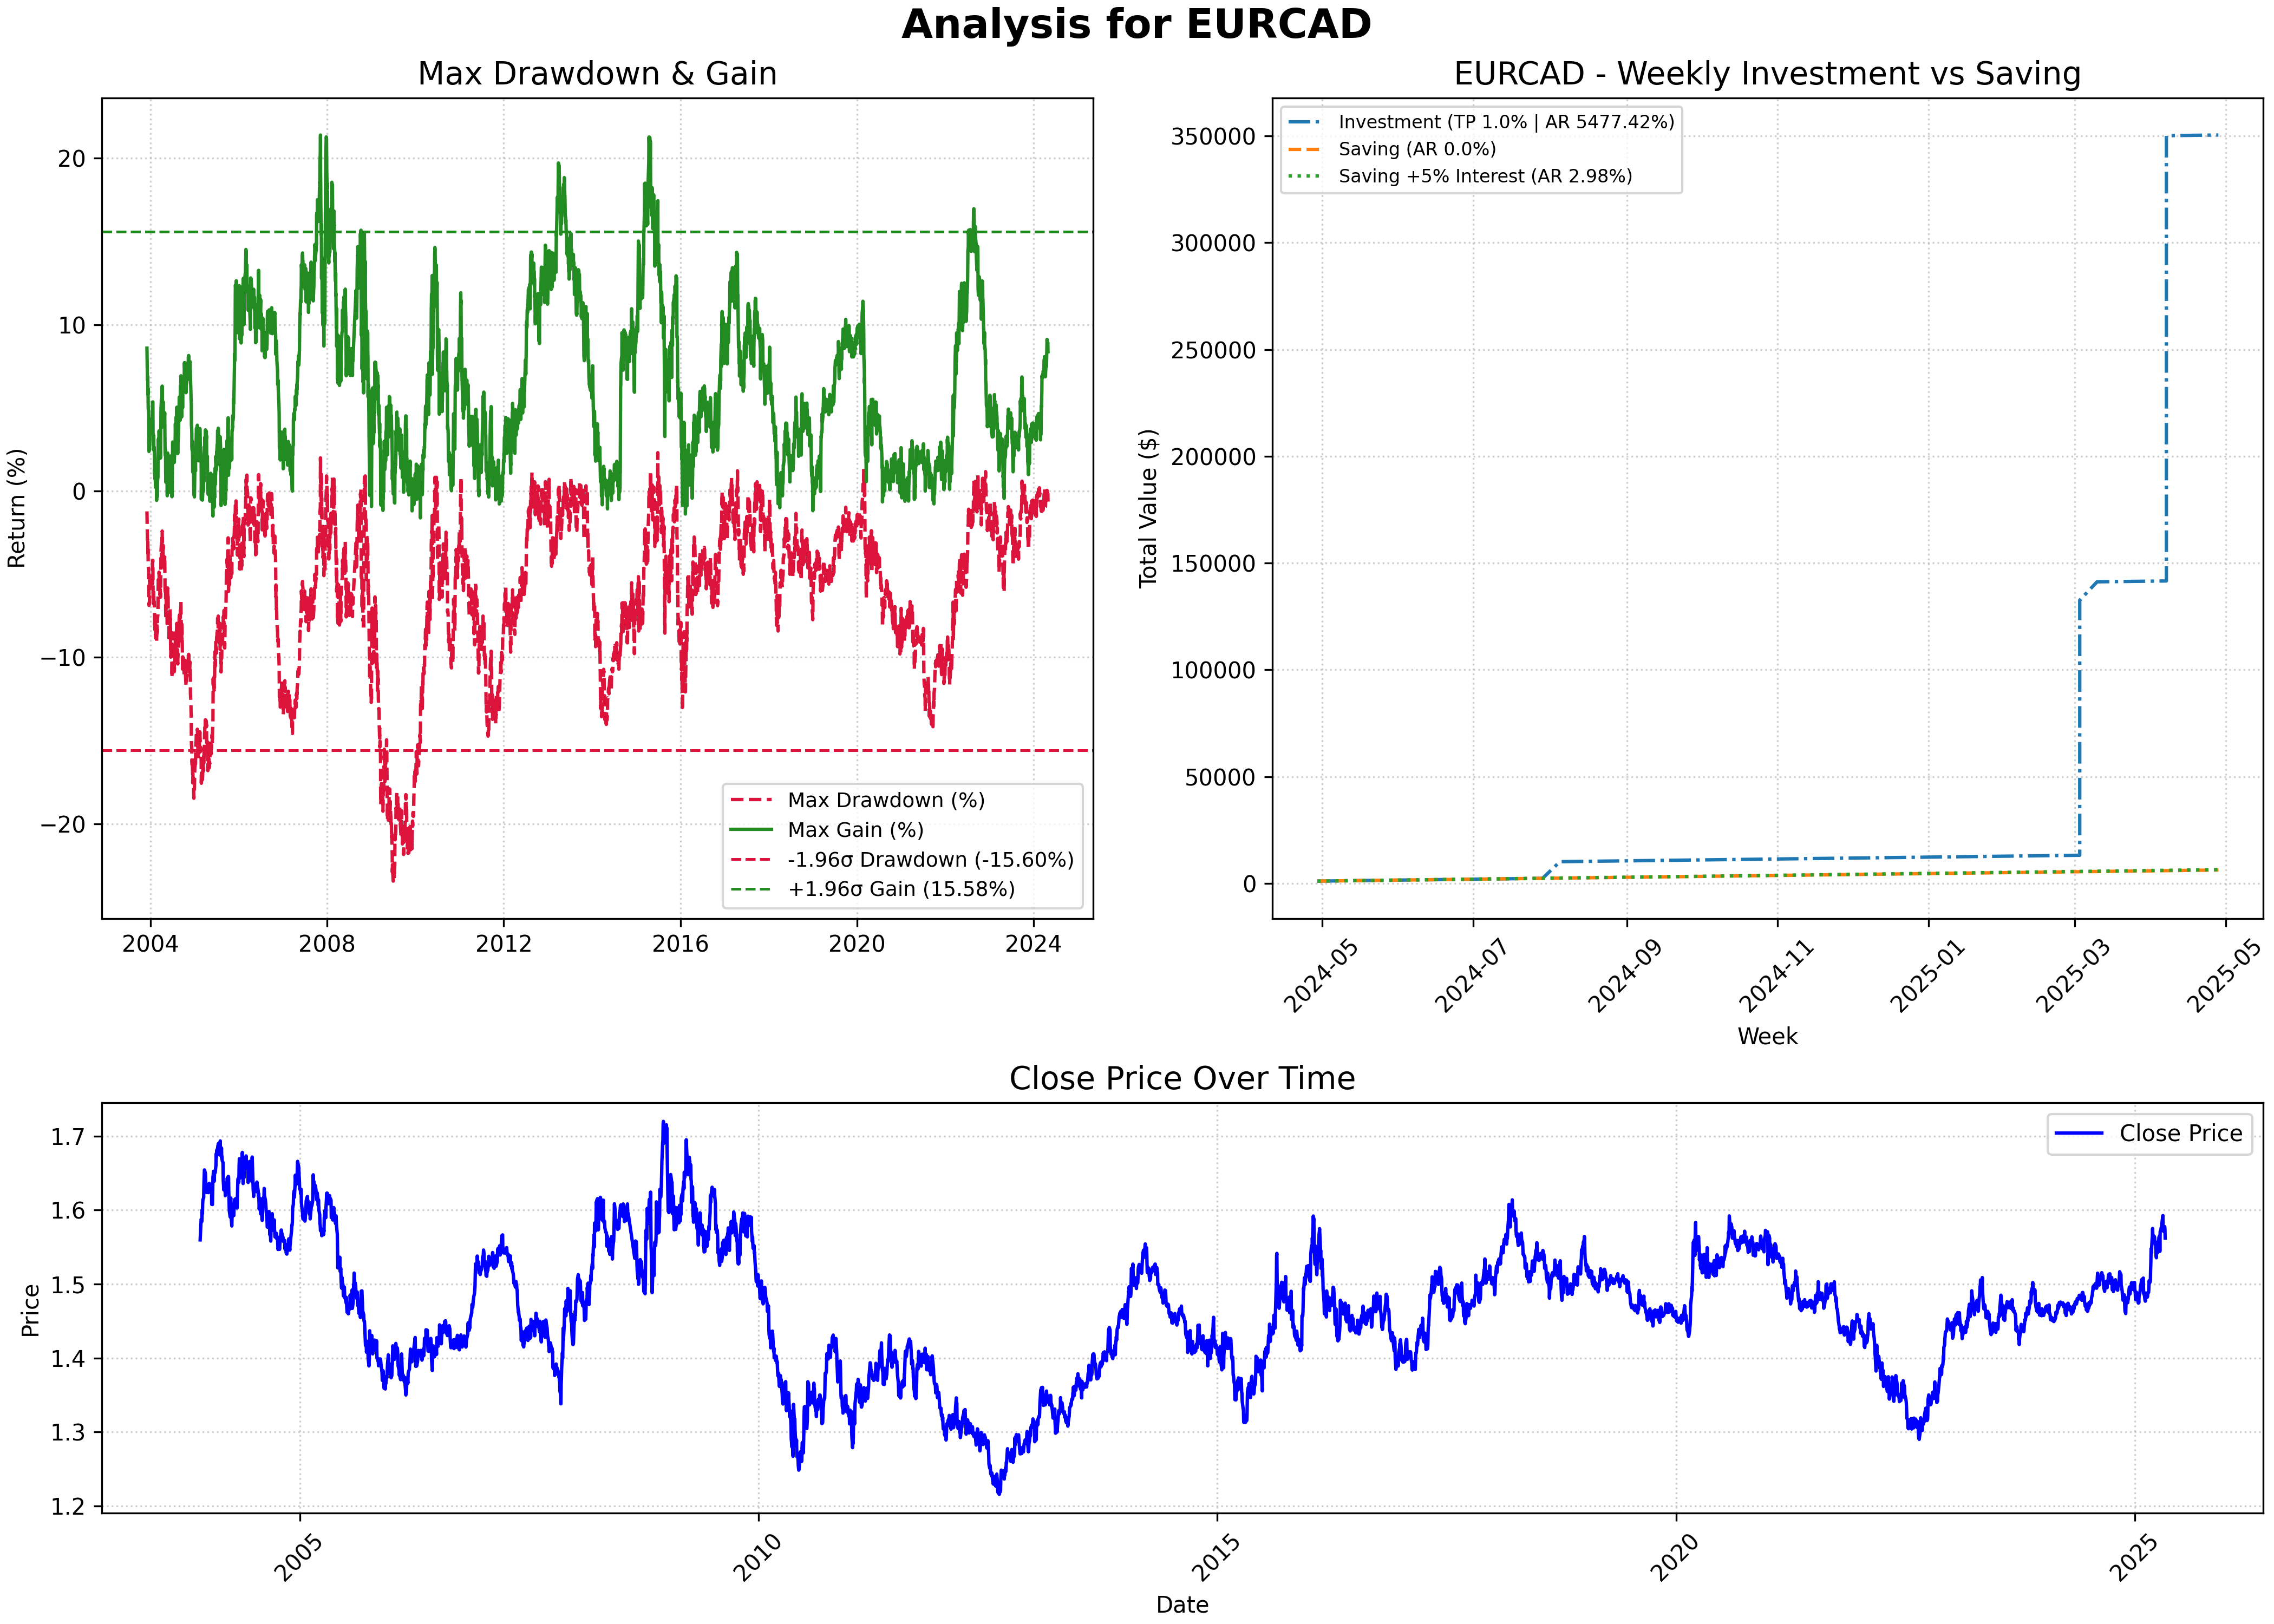 Analysis for EURCAD
Max Drawdown & Gain
Return (%)
20
10
0
−10
−20
2004
2008
2012
2016
2020
2024
Max Drawdown (%)
Max Gain (%)
-1.96σ Drawdown (-15.60%)
+1.96σ Gain (15.58%)
EURCAD - Weekly Investment vs Saving
Total Value ($)
350000
300000
250000
200000
150000
100000
50000
0
Investment (TP 1.0% | AR 5477.42%)
Saving (AR 0.0%)
Saving +5% Interest (AR 2.98%)
2024-05
2024-07
2024-09
2024-11
2025-01
2025-03
2025-05
Week
Close Price Over Time
Price
1.7
1.6
1.5
1.4
1.3
1.2
Close Price
2005
2010
2015
2020
2025
Date